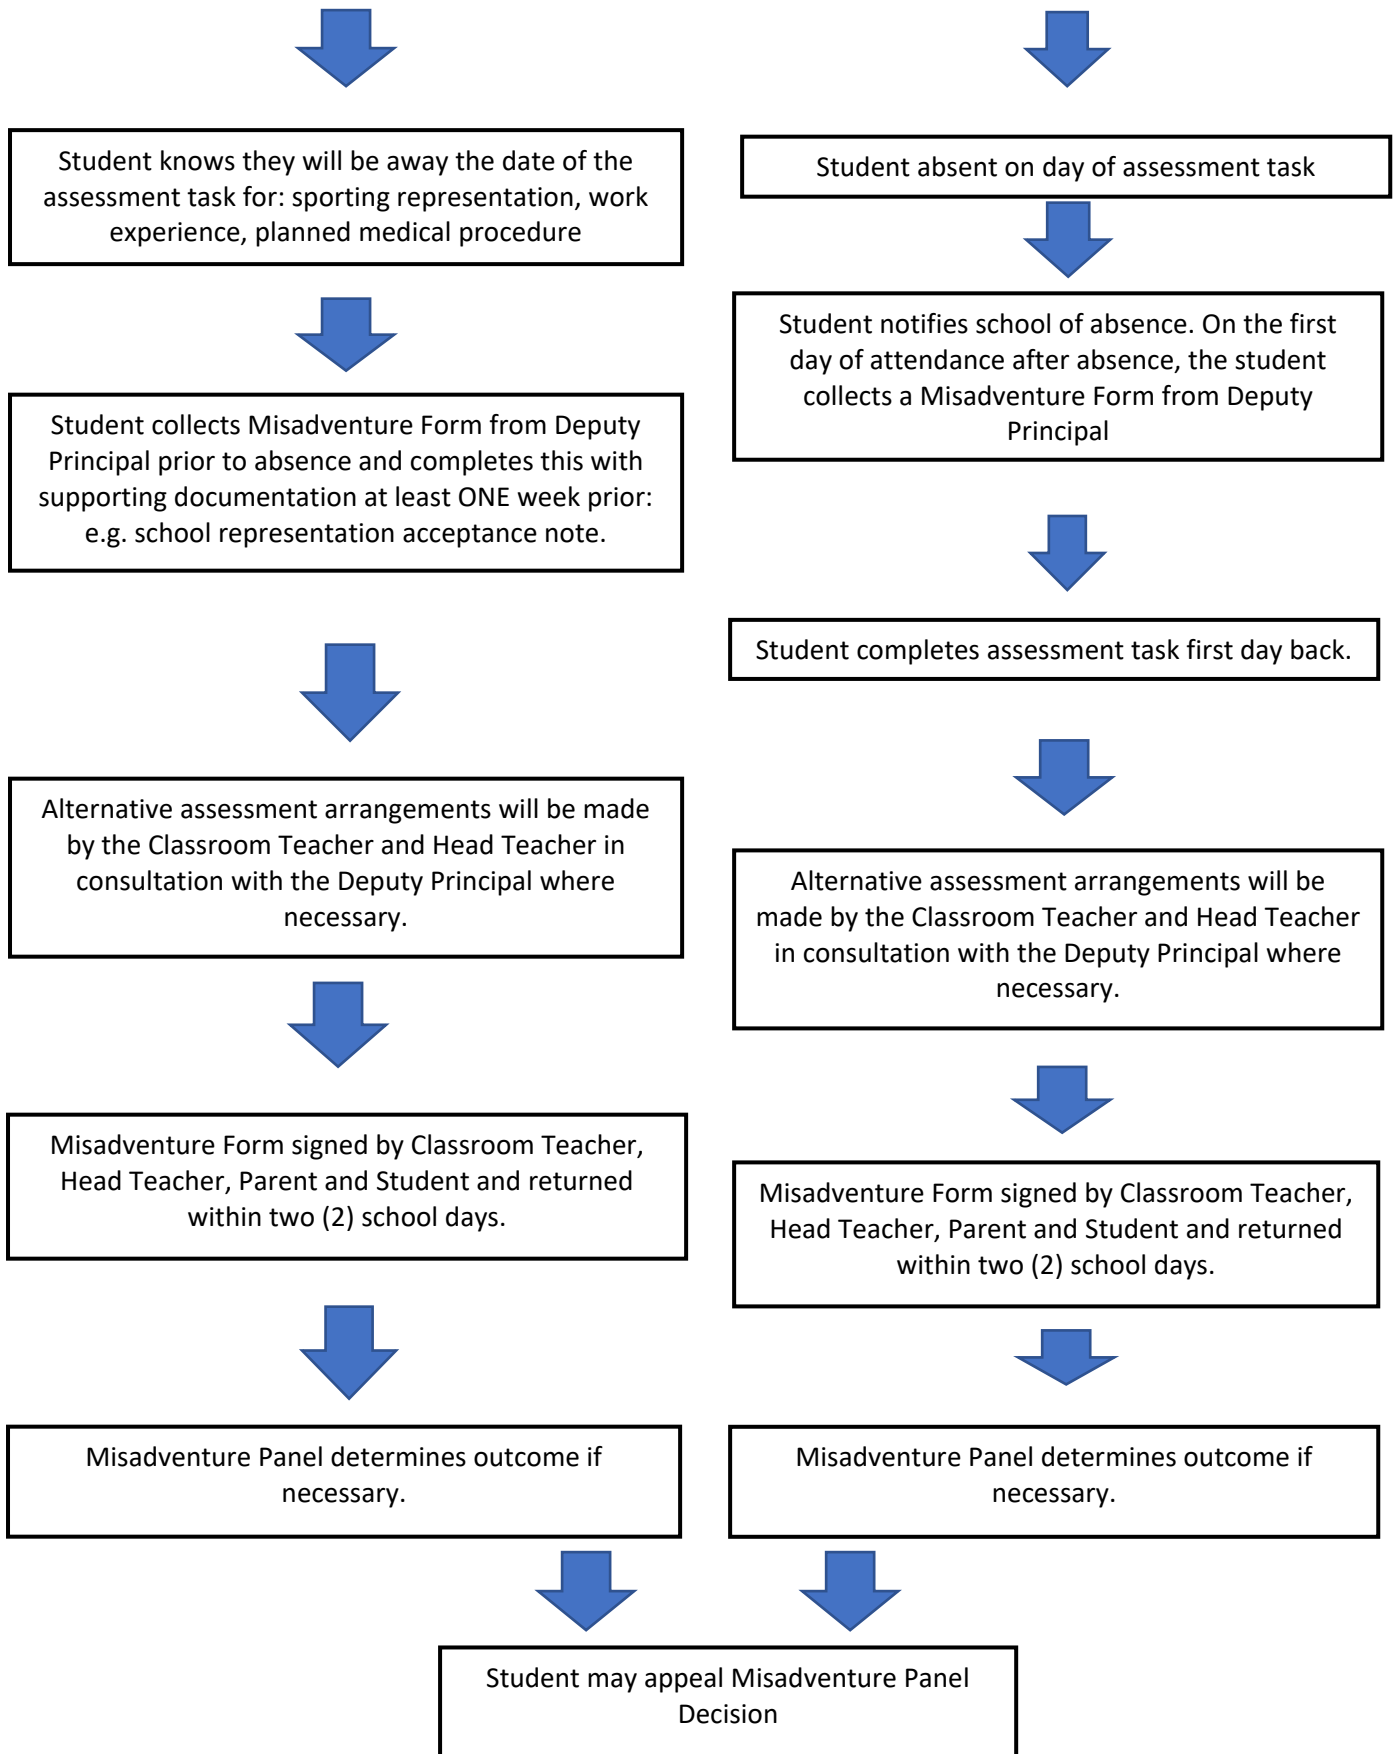 Student knows they will be away the date of the
assessment task for: sporting representation, work
experience, planned medical procedure
Student collects Misadventure Form from Deputy
Principal prior to absence and completes this with
supporting documentation at least ONE week prior:
e.g. school representation acceptance note.
Alternative assessment arrangements will be made
by the Classroom Teacher and Head Teacher in
consultation with the Deputy Principal where
necessary.
Misadventure Form signed by Classroom Teacher,
Head Teacher, Parent and Student and returned
within two (2) school days.
Misadventure Panel determines outcome if
necessary.
Student absent on day of assessment task
Student notifies school of absence. On the first
day of attendance after absence, the student
collects a Misadventure Form from Deputy
Principal
Student completes assessment task first day back.
Alternative assessment arrangements will be
made by the Classroom Teacher and Head Teacher
in consultation with the Deputy Principal where
necessary.
Misadventure Form signed by Classroom Teacher,
Head Teacher, Parent and Student and returned
within two (2) school days.
Misadventure Panel determines outcome if
necessary.
Student may appeal Misadventure Panel
Decision